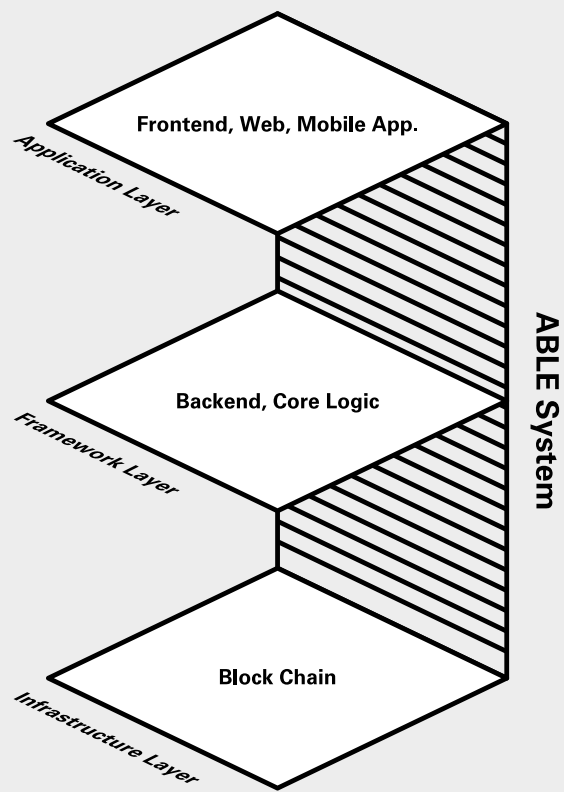 Frontend, Web, Mobile App.
Application Layer
Backend, Core Logic
Framework Layer
ABLE System
Block Chain
Infrastructure Layer